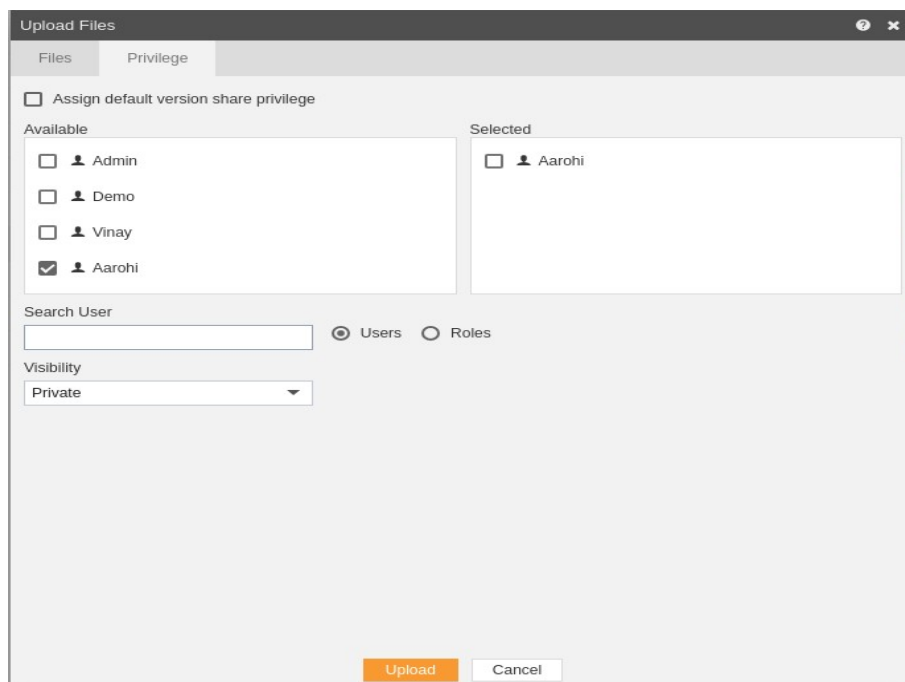 Upload Files
Files Privilege
Assign default version share privilege
Available
Admin
Demo
Vinay
Aarohi
Selected
Aarohi
Search User
Users Roles
Visibility
Private
Upload Cancel